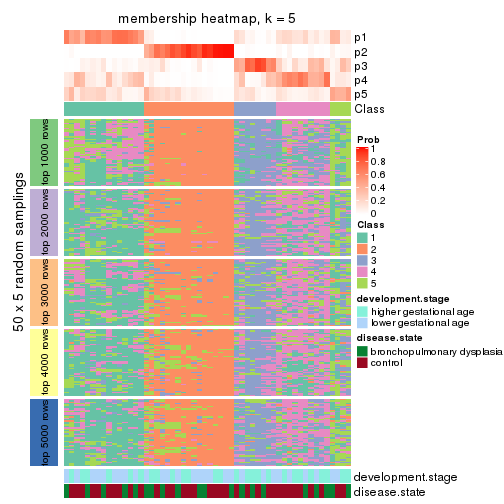 membership heatmap, k = 5
p1
p2
p3
p4
p5
Class
50 x 5 random samplings
top 1000 rows
top 2000 rows
top 3000 rows
top 4000 rows
top 5000 rows
Prob
1
0.8
0.6
0.4
0.2
0
Class
1
2
3
4
5
development.stage
higher gestational age
lower gestational age
disease.state
bronchopulmonary dysplasia
control
development.stage
disease.state